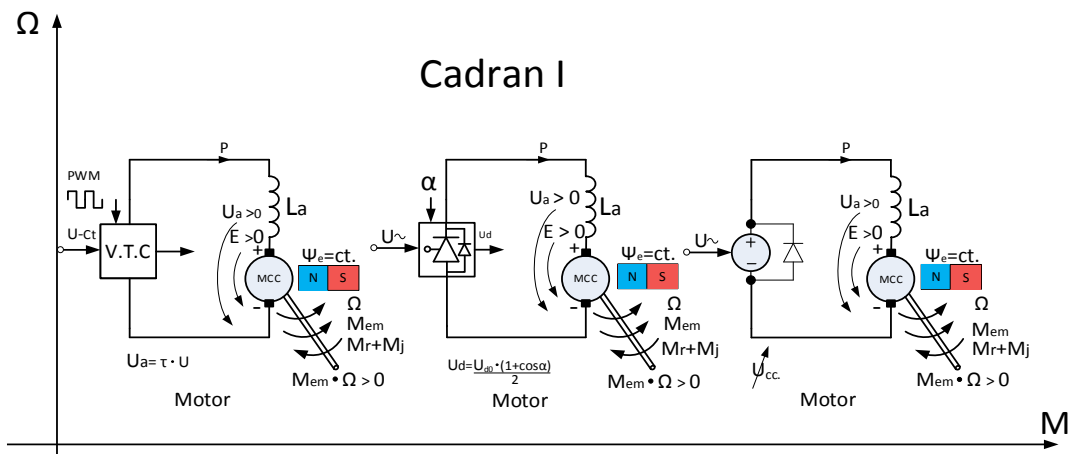 Ω
Cadran I
PWM
U-Ct
V.T.C
P
La
Ua >0
E >0
+
MCC
-
Ψe=ct.
N S
Ω
Mem
Mr+Mj
Mem • Ω > 0
Ua= τ · U
Motor
α
U~
Ud
P
La
Ua > 0
E > 0
+
MCC
-
Ψe=ct.
N S
Ω
Mem
Mr+Mj
Mem • Ω > 0
Ud=Ud0 •(1+cosα)
2
Motor
U~
+
−
P
La
Ua >0
E >0
+
MCC
-
Ψe=ct.
N S
Ω
Mem
Mr+Mj
Mem • Ω > 0
Ucc.
Motor
M